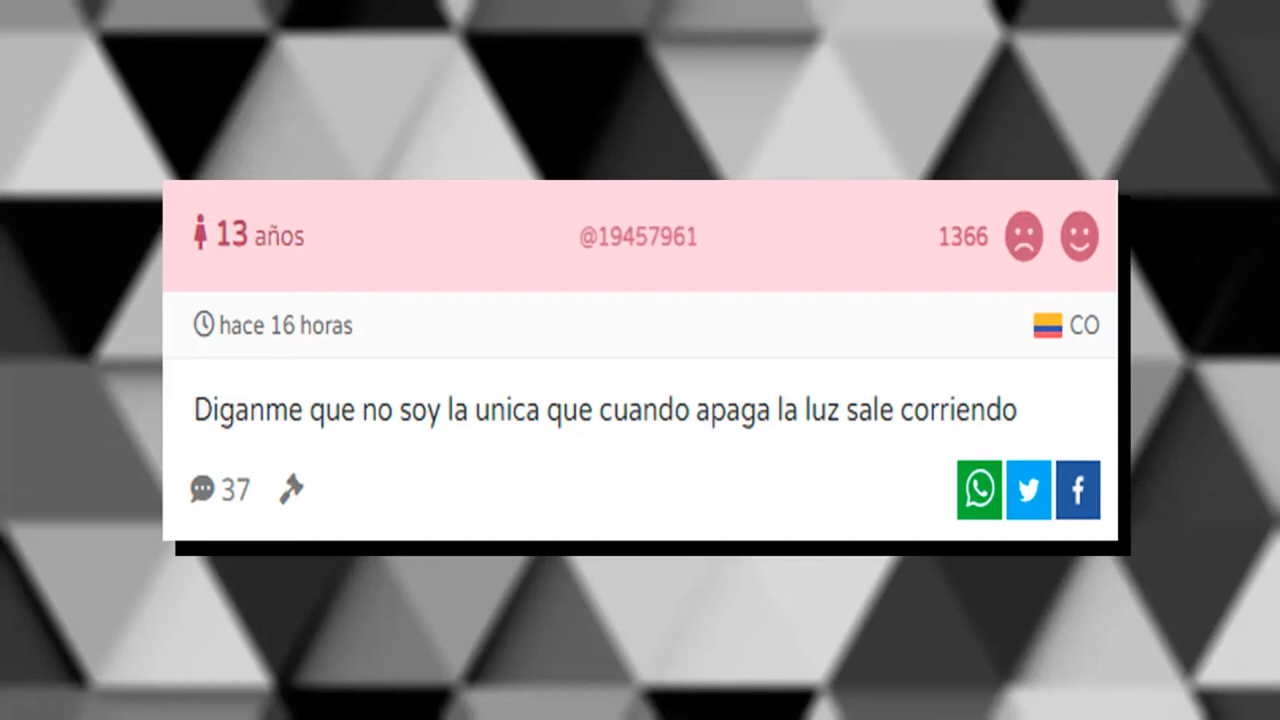 13 años @19457961 1366
hace 16 horas CO
Diganme que no soy la unica que cuando apaga la luz sale corriendo
37